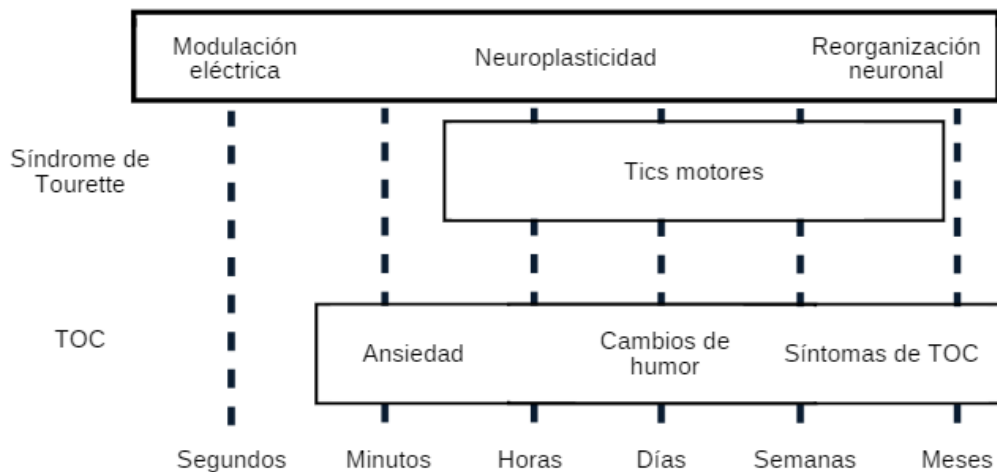 Modulación
eléctrica
Neuroplasticidad
Reorganización
neuronal
Síndrome de
Tourette
Tics motores
TOC
Ansiedad
Cambios de
humor
Síntomas de TOC
Segundos
Minutos
Horas
Días
Semanas
Meses